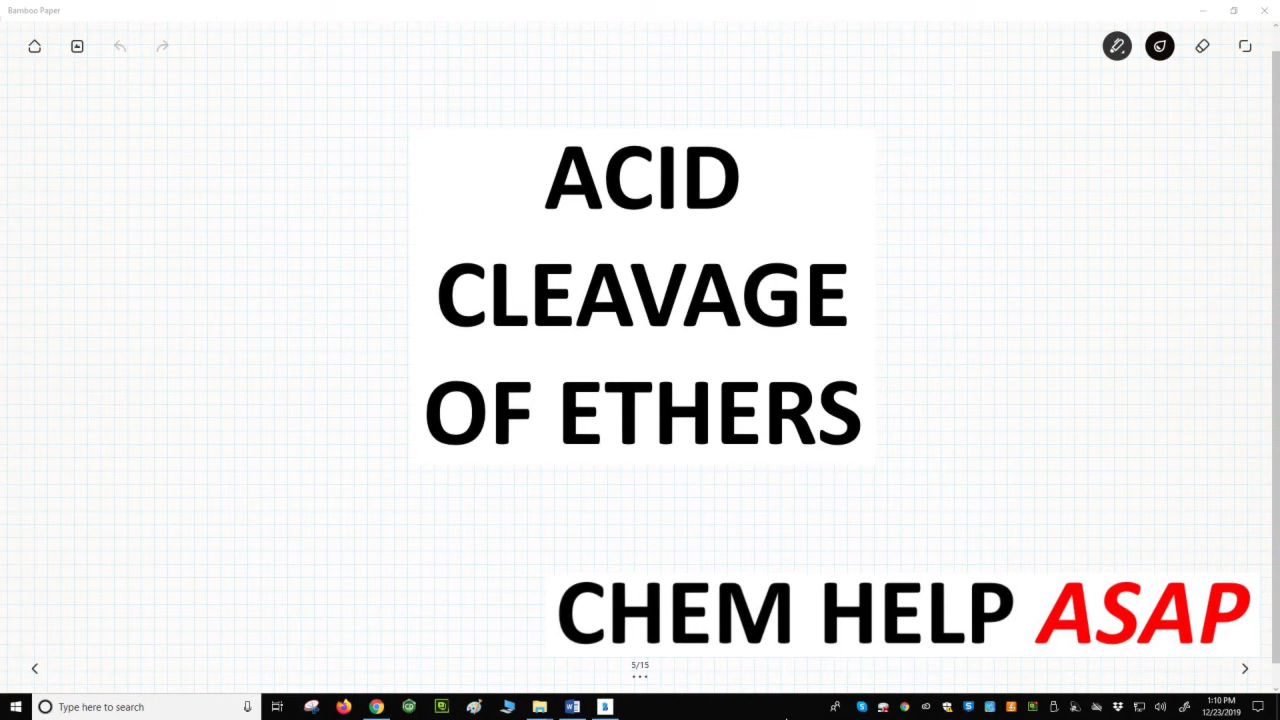 Bamboo Paper
ACID
CLEAVAGE
OF ETHERS
CHEM HELP ASAP
5/15
Type here to search
1:10 PM
12/23/2019